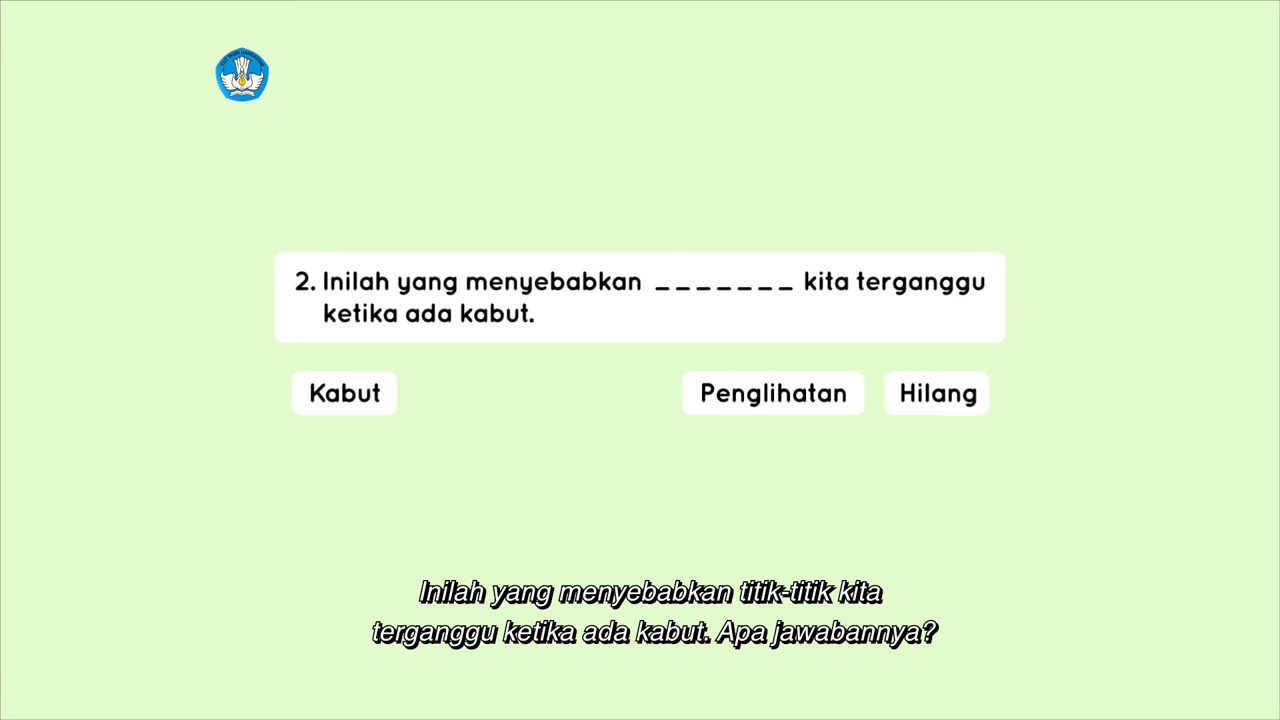 2. Inilah yang menyebabkan _______ kita terganggu
ketika ada kabut.
Kabut
Penglihatan
Hilang
Inilah yang menyebabkan titik-titik kita
terganggu ketika ada kabut. Apa jawabannya?